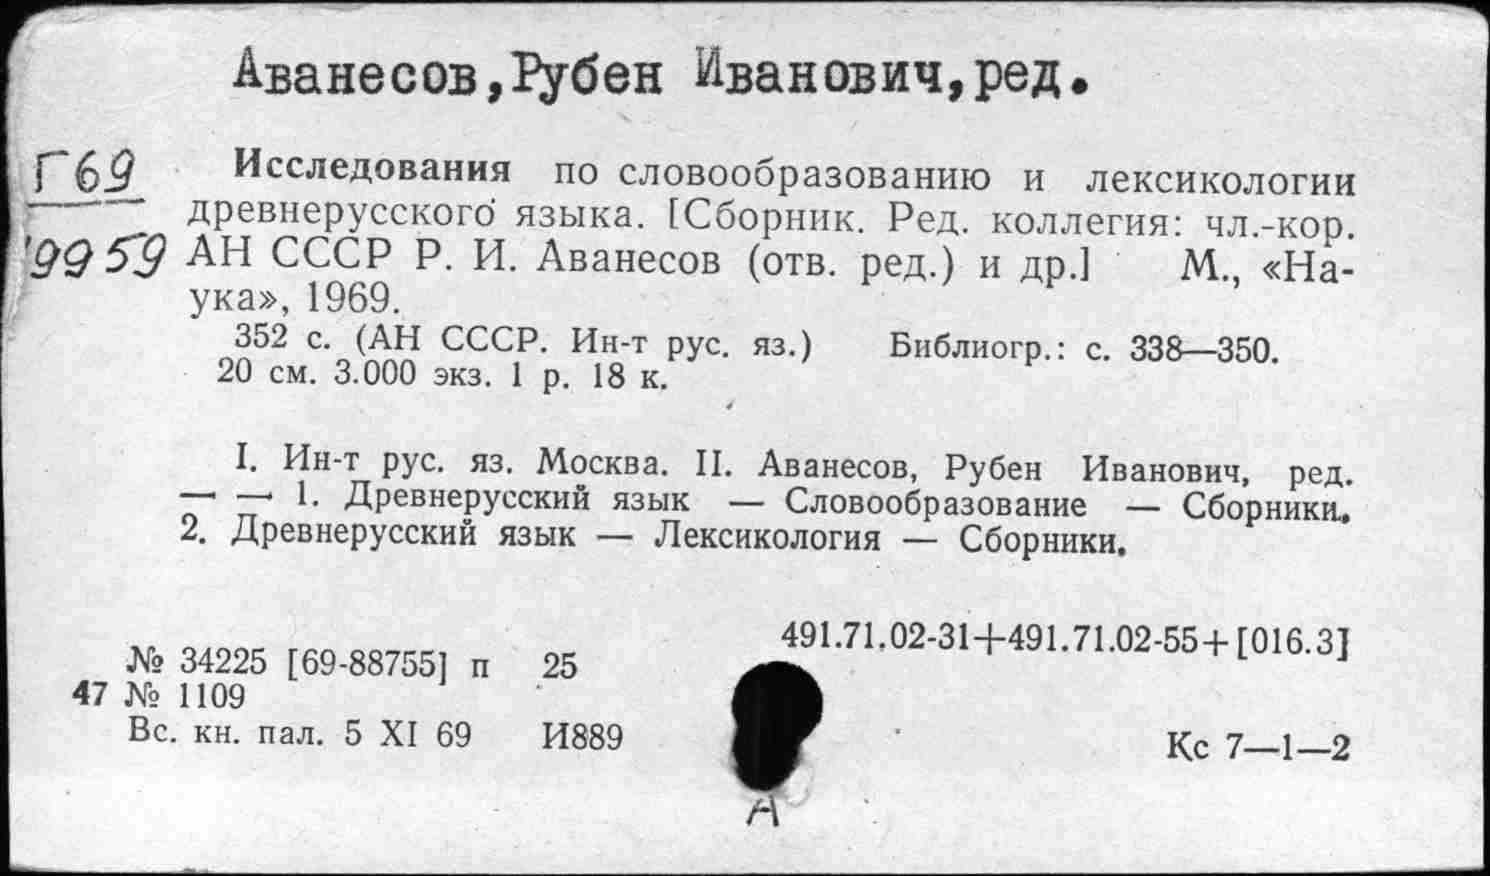 Аванесов,Рубен Иванович,ред.
Г69
9959
Исследования по словообразованию и лексикологии
древнерусского языка. [Сборник. Ред. коллегия: чл.-кор.
АН СССР Р. И. Аванесов (отв. ред.) и др.] М., «На-
ука», 1969.
352 с. (АН СССР. Ин-т рус. яз.) Библиогр.: с. 338—350.
20 см. 3.000 экз. 1 р. 18 к.
I. Ин-т рус. яз. Москва. II. Аванесов, Рубен Иванович, ред.
— — 1. Древнерусский язык — Словообразование — Сборники.
2. Древнерусский язык — Лексикология — Сборники.
491.71.02-31+491.71.02-55+[016.3]
№ 34225 [69-88755] п 25
47 № 1109
Вс. кн. пал. 5 XI 69 И889
Кс 7—1—2
А